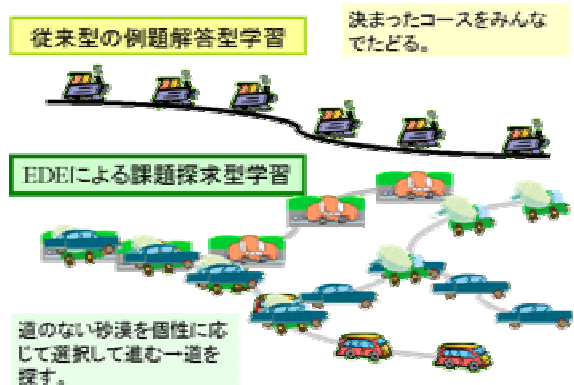 従来型の例題解答型学習
決まったコースをみんな
でたどる。
EDEによる課題探求型学習
道のない砂漠を個性に応
じて選択して進む→道を
探す。